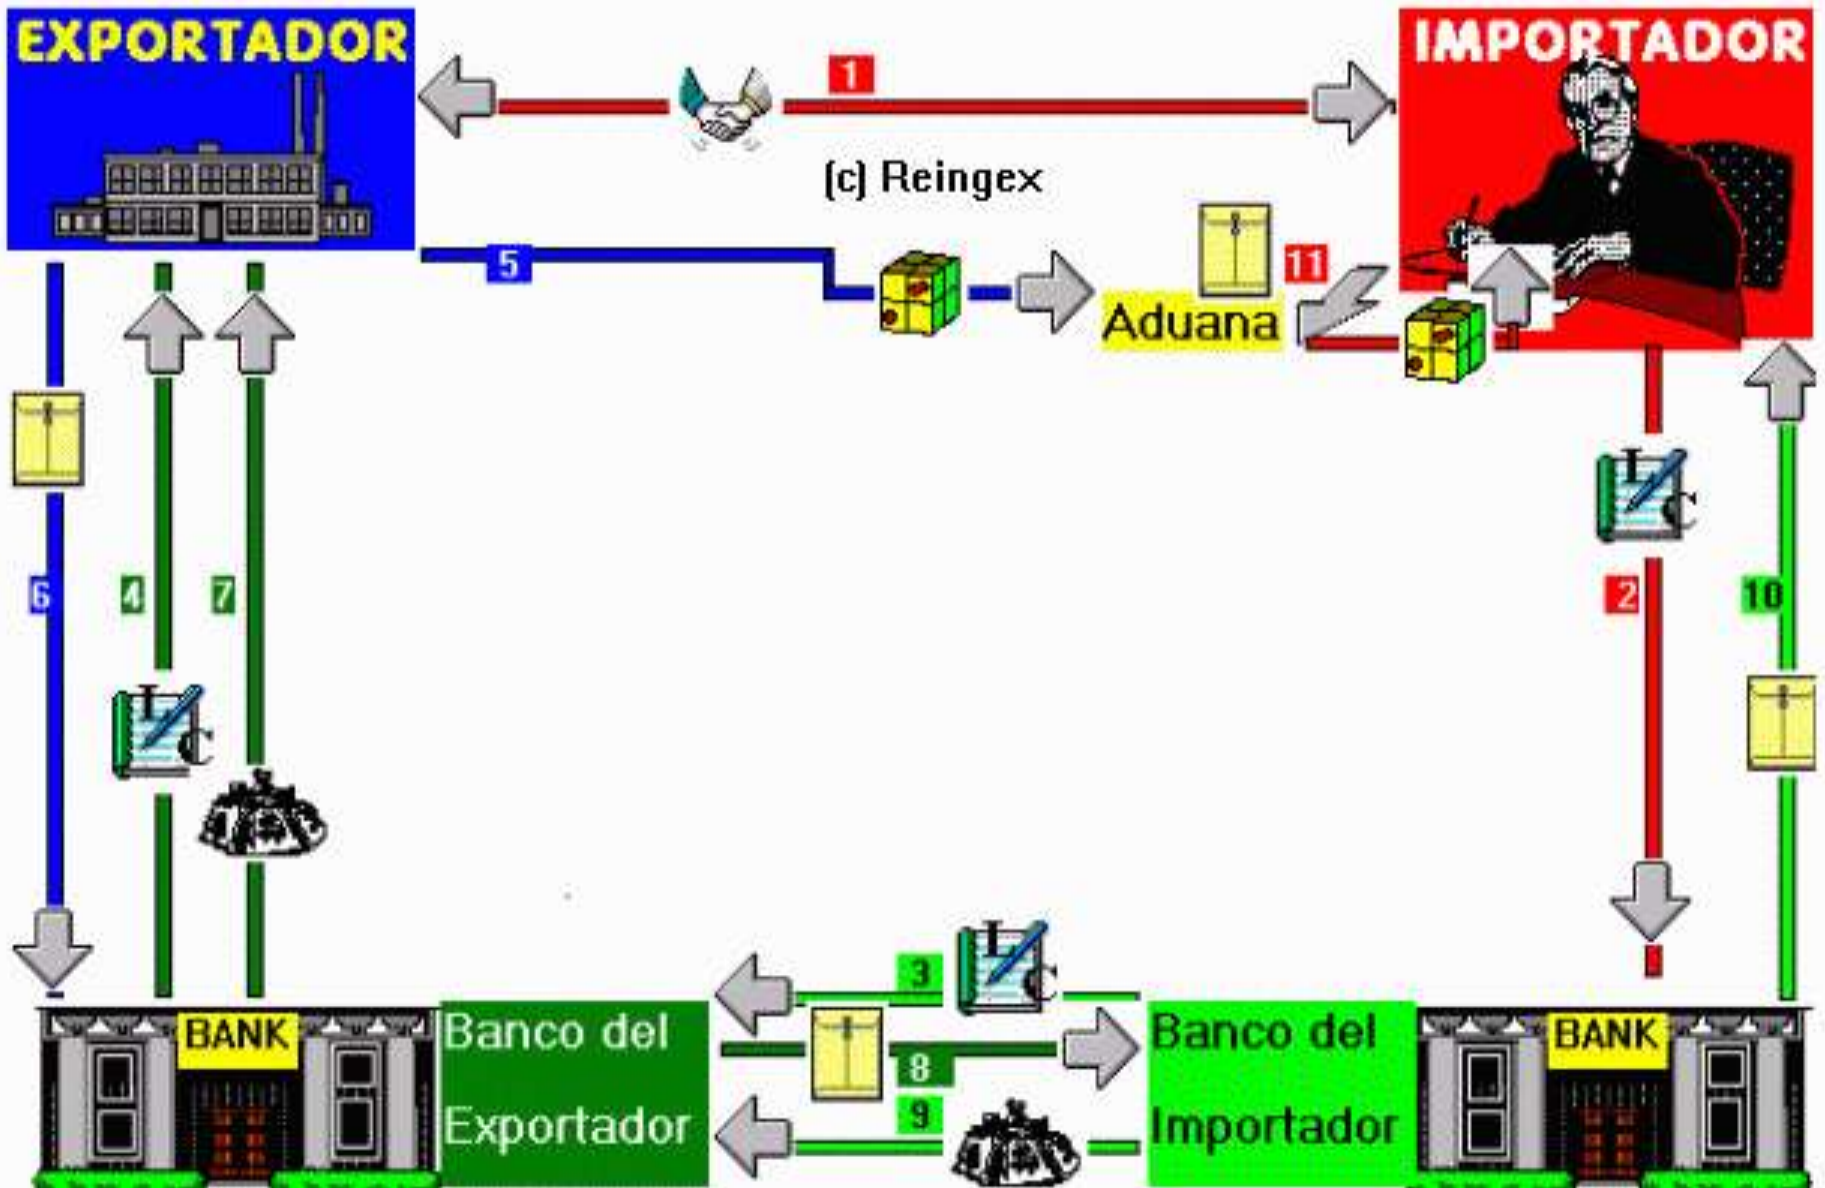 EXPORTADOR
IMPORTADOR
1
(c) Reingex
5
11
Aduana
6
4
7
2
10
L
C
L
C
3
L
C
BANK
Banco del
Exportador
8
9
Banco del
Importador
BANK